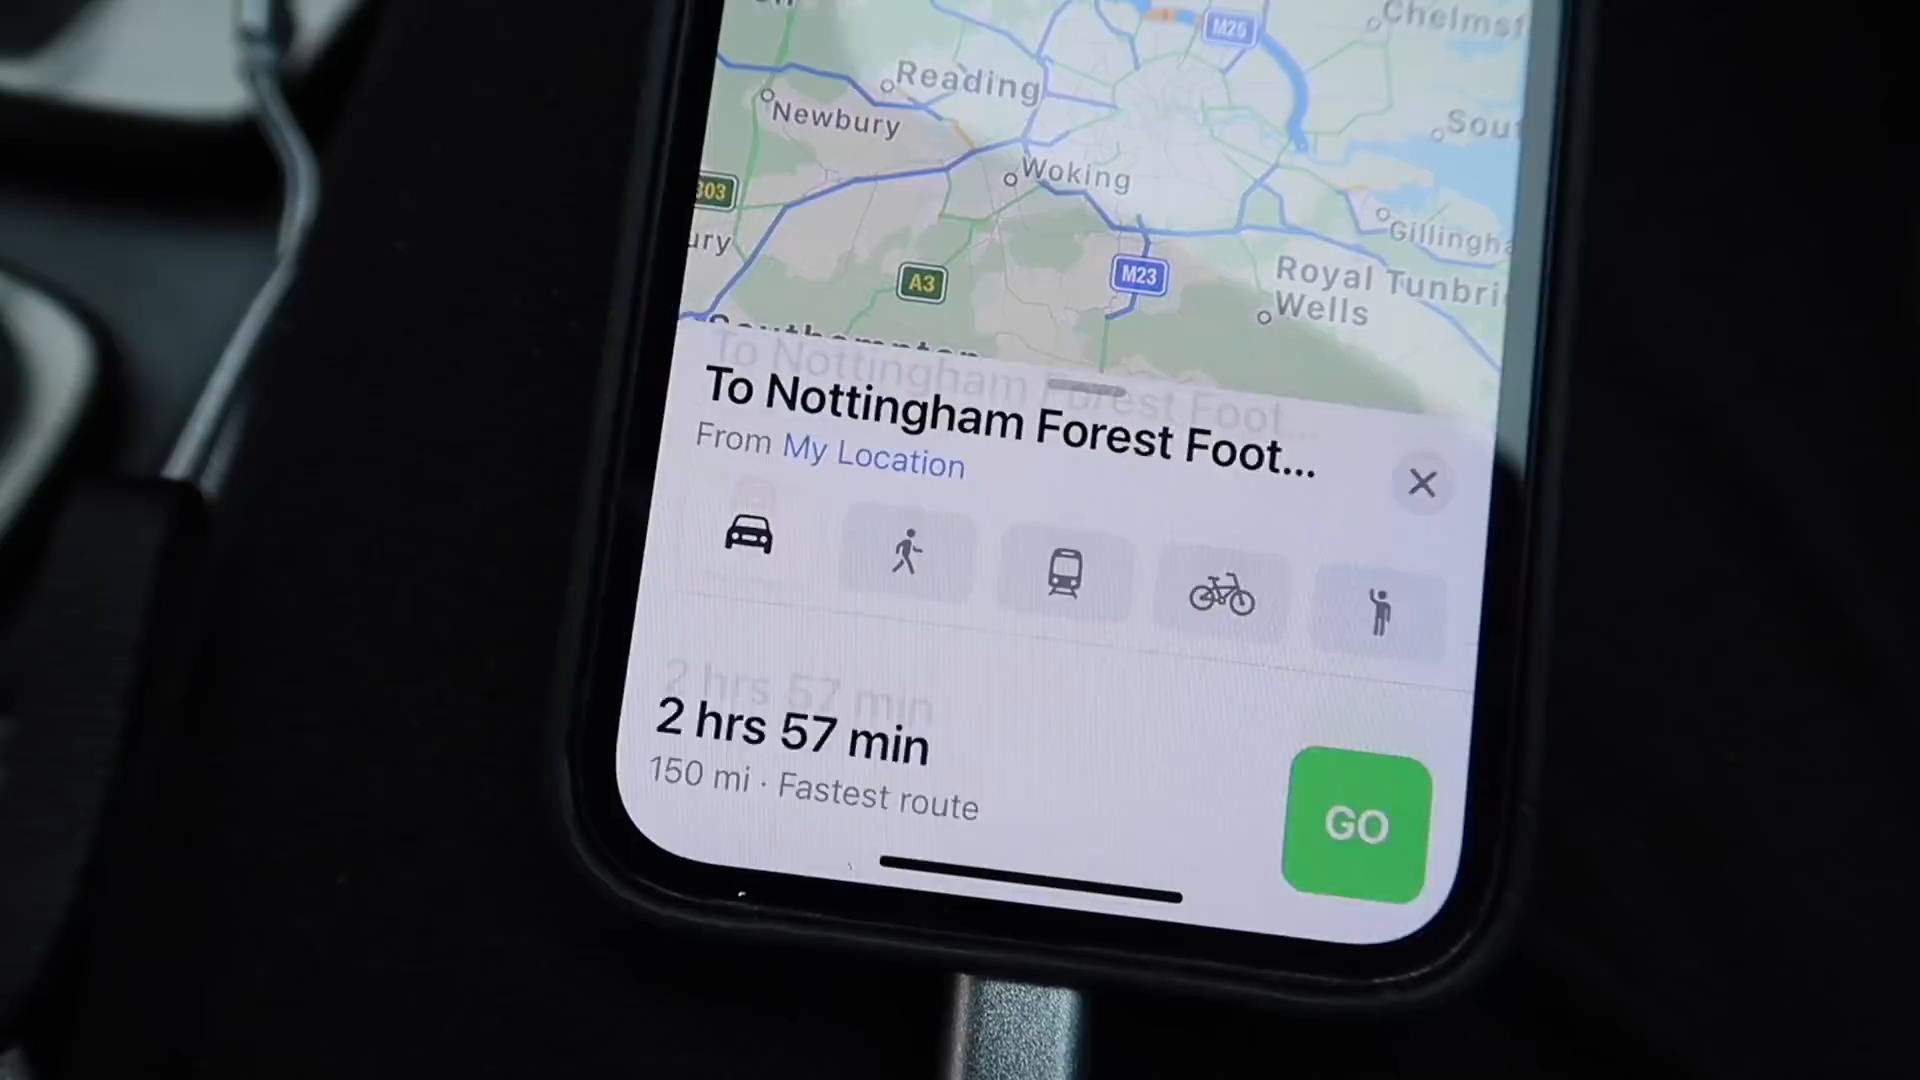 Chelmsf
M25
Reading
Newbury
Sou
Woking
303
Gillingha
ury
A3
M23
Royal Tunbri
Wells
Southampton
To Nottingham Forest Foot...
From My Location
2 hrs 57 min
150 mi · Fastest route
GO